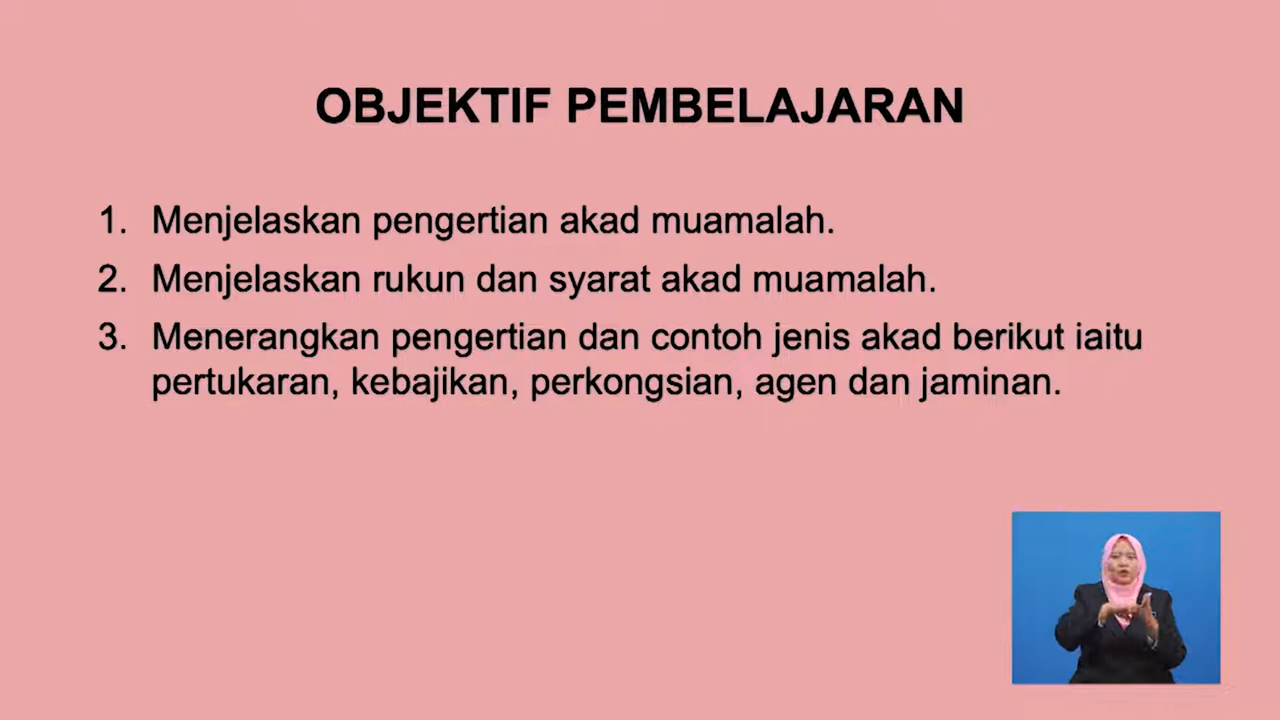 OBJEKTIF PEMBELAJARAN
1. Menjelaskan pengertian akad muamalah.
2. Menjelaskan rukun dan syarat akad muamalah.
3. Menerangkan pengertian dan contoh jenis akad berikut iaitu
pertukaran, kebajikan, perkongsian, agen dan jaminan.